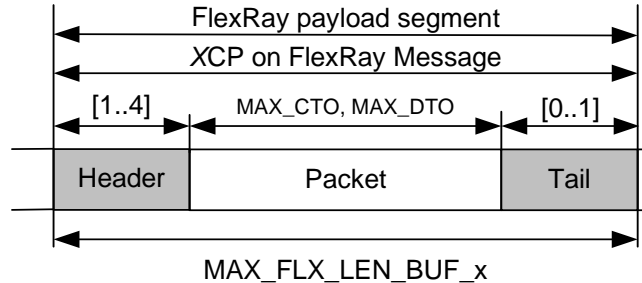 FlexRay payload segment
XCP on FlexRay Message
[1..4] MAX_CTO, MAX_DTO [0..1]
Header Packet Tail
MAX_FLX_LEN_BUF_x